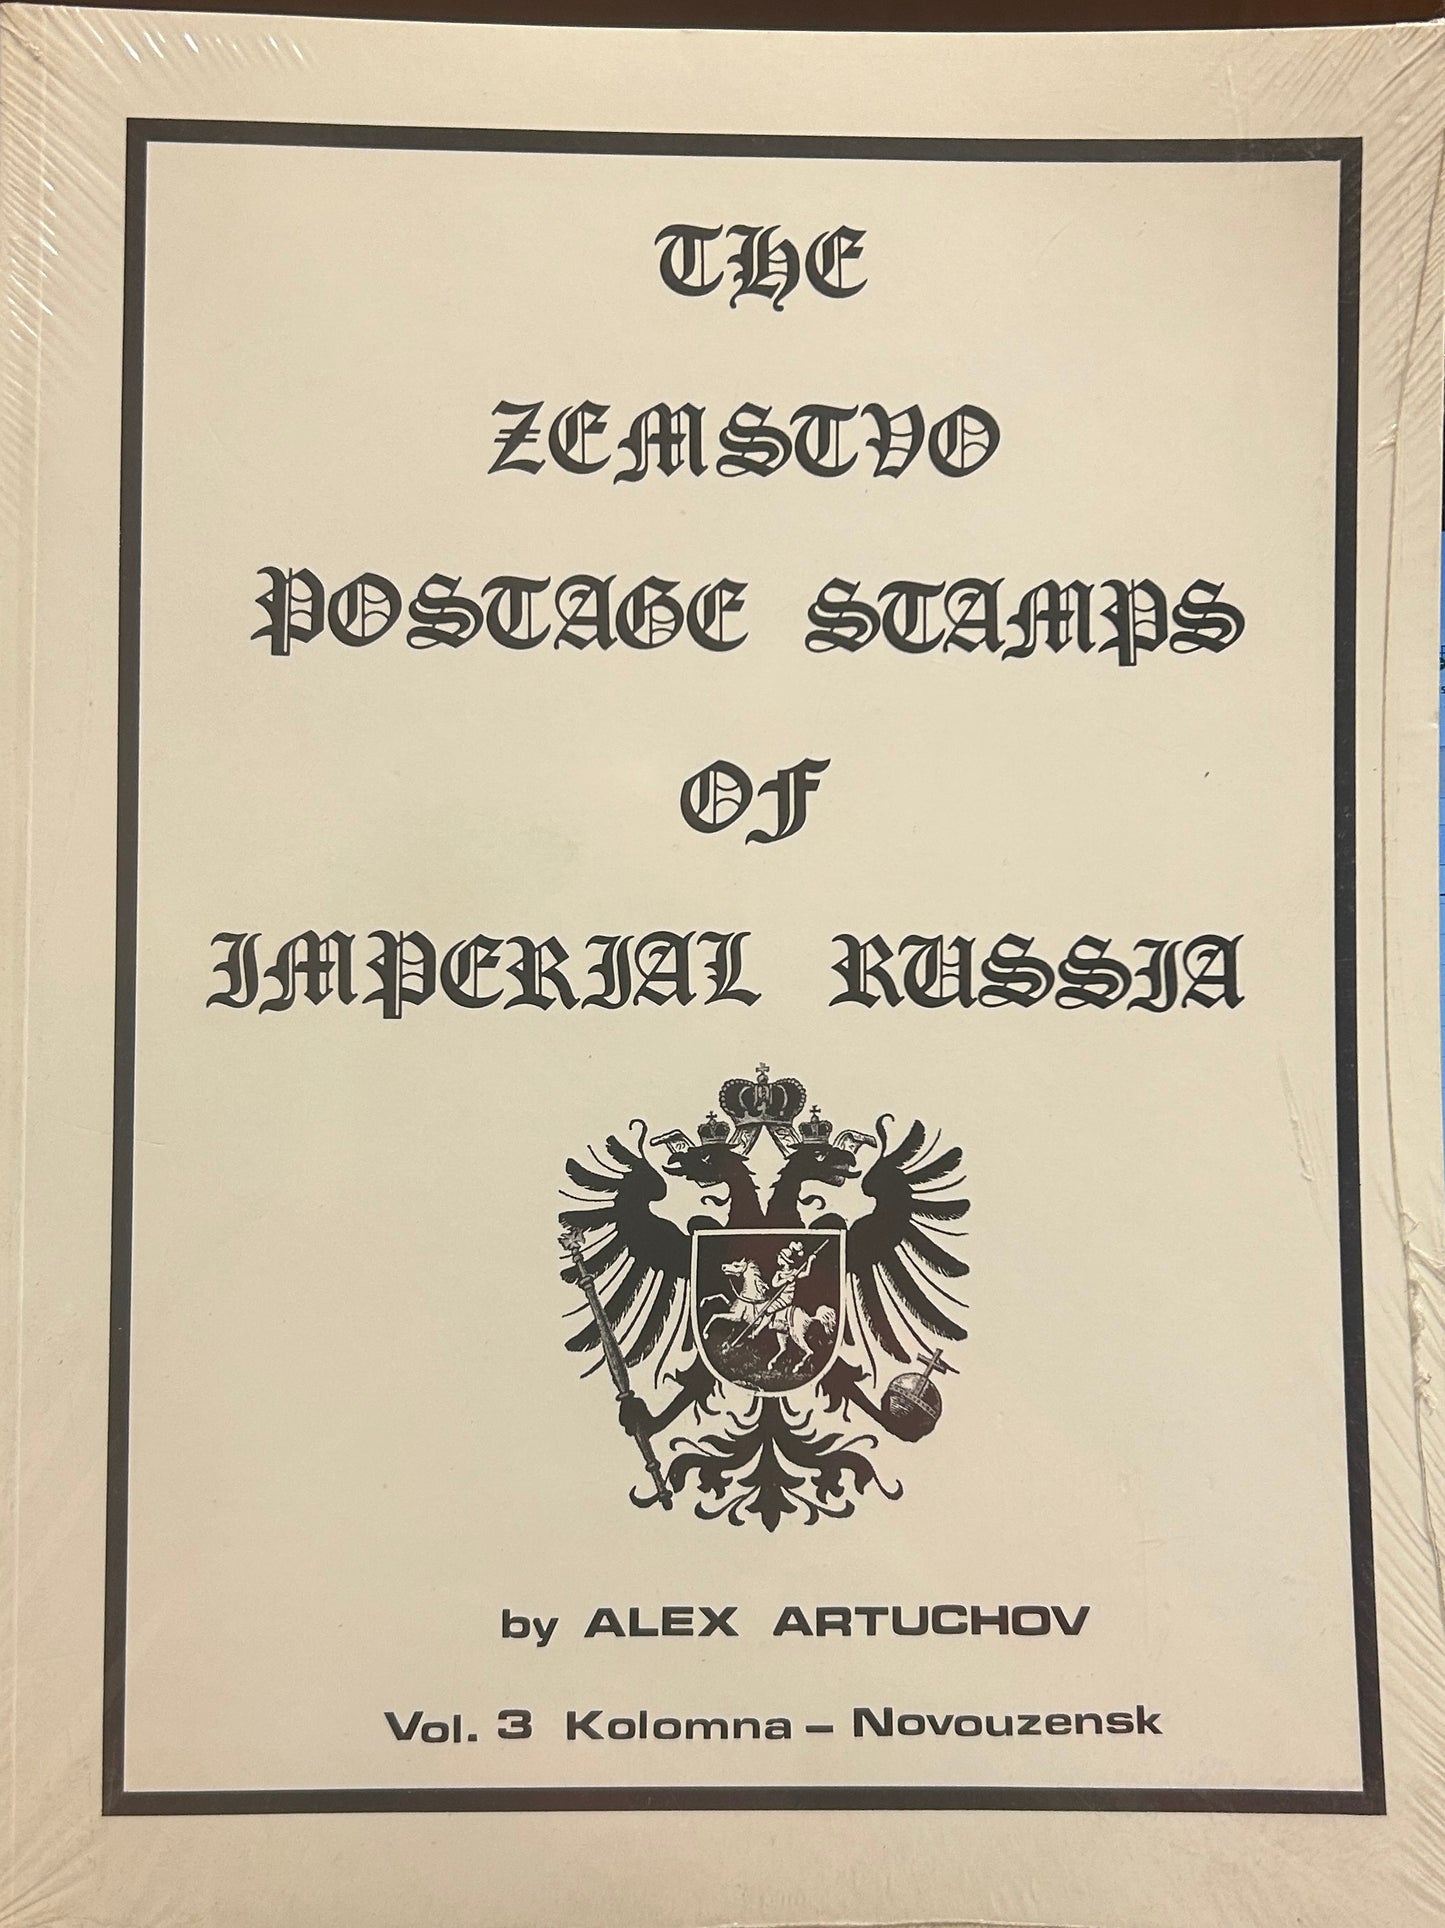 THE
ZEMSTVO
POSTAGE STAMPS
OF
IMPERIAL RUSSIA
by ALEX ARTUCHOV
Vol. 3 Kolomna – Novouzensk